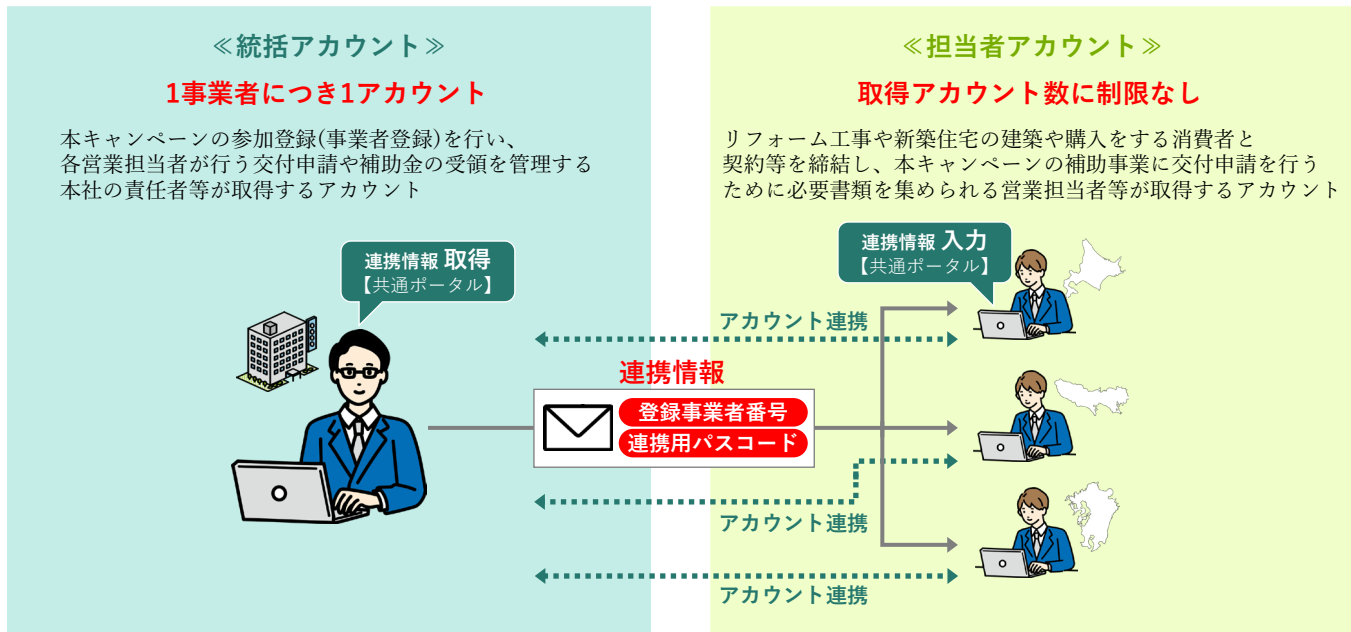 ≪統括アカウント≫
1事業者につき1アカウント
本キャンペーンの参加登録(事業者登録)を行い、
各営業担当者が行う交付申請や補助金の受領を管理する
本社の責任者等が取得するアカウント
連携情報 取得
【共通ポータル】
≪担当者アカウント≫
取得アカウント数に制限なし
リフォーム工事や新築住宅の建築や購入をする消費者と
契約等を締結し、本キャンペーンの補助事業に交付申請を行う
ために必要書類を集められる営業担当者等が取得するアカウント
連携情報 入力
【共通ポータル】
アカウント連携
連携情報
登録事業者番号
連携用パスコード
アカウント連携
アカウント連携